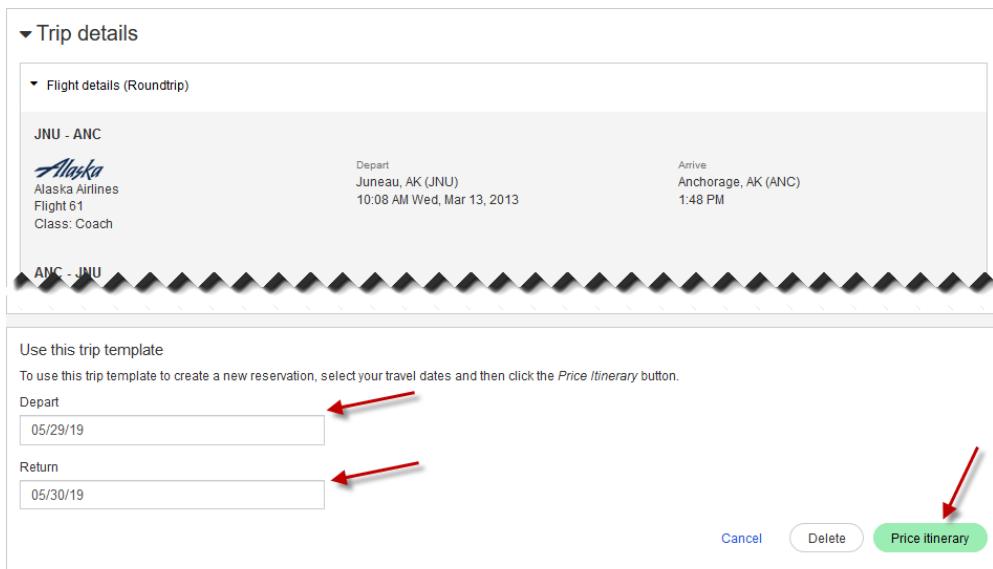 Trip details
Flight details (Roundtrip)
JNU - ANC
Alaska
Alaska Airlines
Flight 61
Class: Coach
Depart
Juneau, AK (JNU)
10:08 AM Wed, Mar 13, 2013
Arrive
Anchorage, AK (ANC)
1:48 PM
ANC - JNU
Use this trip template
To use this trip template to create a new reservation, select your travel dates and then click the Price Itinerary button.
Depart
05/29/19
Return
05/30/19
Cancel
Delete
Price itinerary